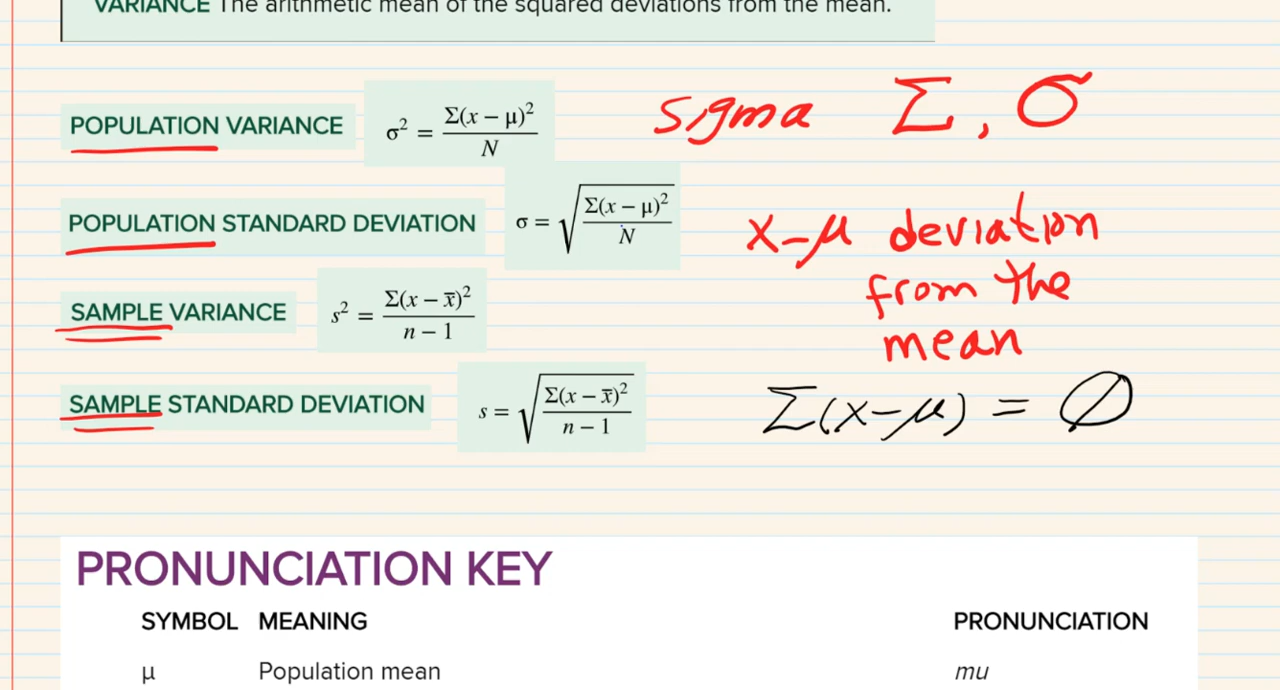 VARIANCE The arithmetic mean of the squared deviations from the mean.
POPULATION VARIANCE σ² = Σ(x − μ)² / N
sigma Σ, σ
POPULATION STANDARD DEVIATION σ = √(Σ(x − μ)² / N)
x-μ deviation
from the
mean
SAMPLE VARIANCE s² = Σ(x − x̅)² / n − 1
SAMPLE STANDARD DEVIATION s = √(Σ(x − x̅)² / n − 1)
Σ(x-μ) = ∅
PRONUNCIATION KEY
SYMBOL MEANING PRONUNCIATION
μ Population mean mu